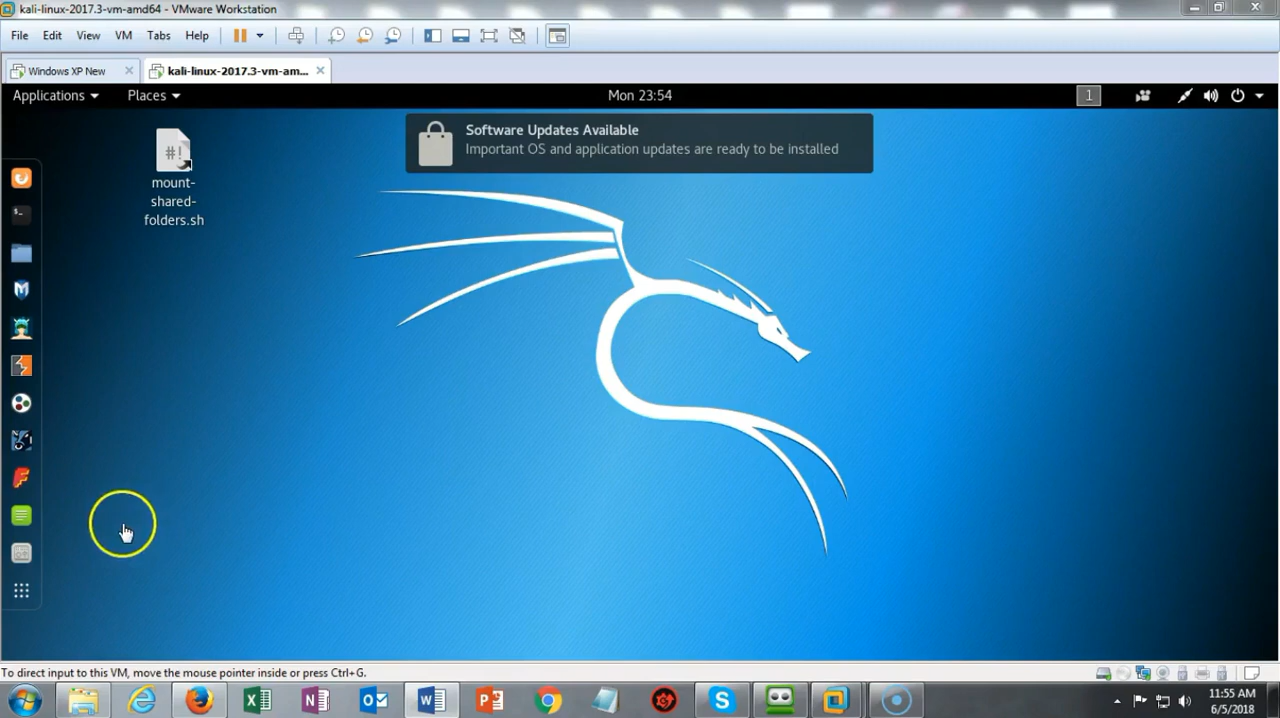 kali-linux-2017.3-vm-amd64 - VMware Workstation
File Edit View VM Tabs Help
Windows XP New kali-linux-2017.3-vm-am...
Applications Places Mon 23:54 1
Software Updates Available
Important OS and application updates are ready to be installed
#!
mount-
shared-
folders.sh
To direct input to this VM, move the mouse pointer inside or press Ctrl+G.
11:55 AM
6/5/2018